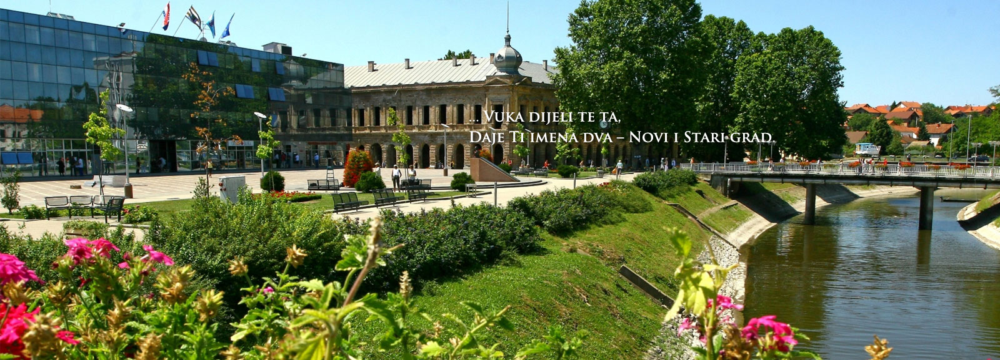 ... Vuka dijeli te ta,
Daje Ti imena dva – Novi i Stari grad